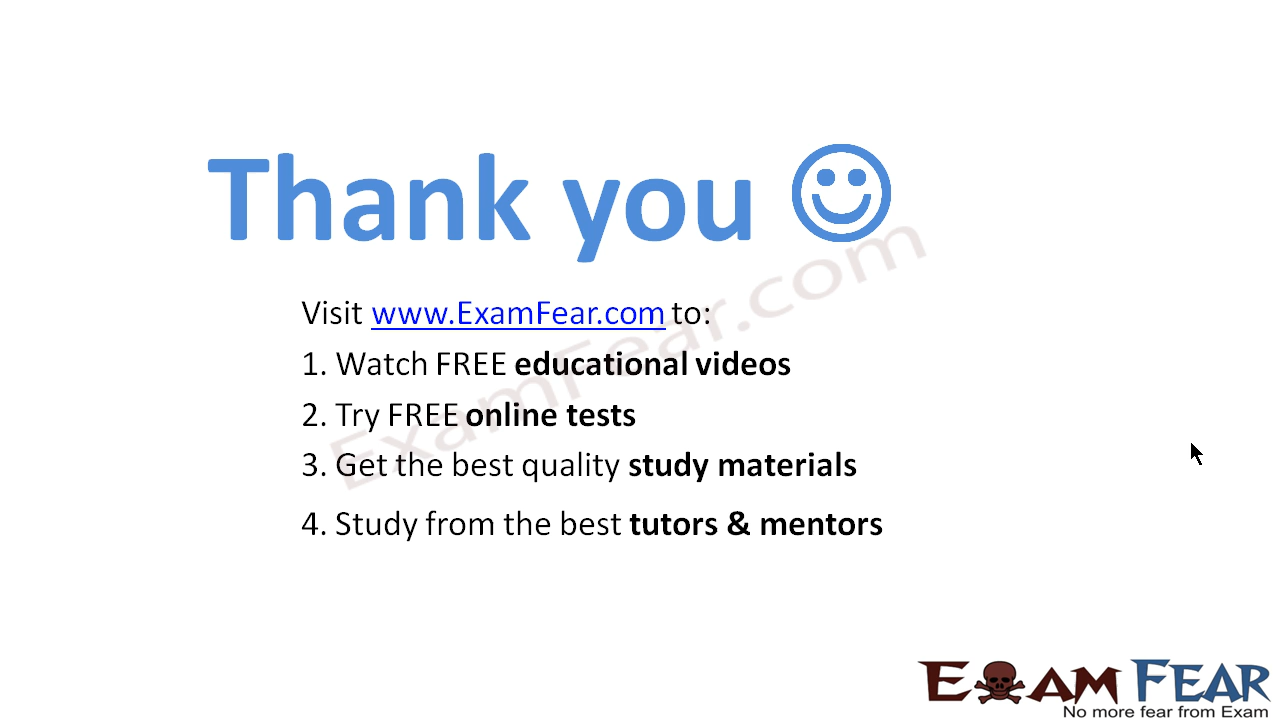 Thank you
Visit www.ExamFear.com to:
1. Watch FREE educational videos
2. Try FREE online tests
3. Get the best quality study materials
4. Study from the best tutors & mentors
ExamFear.com
EXAM FEAR
No more fear from Exam